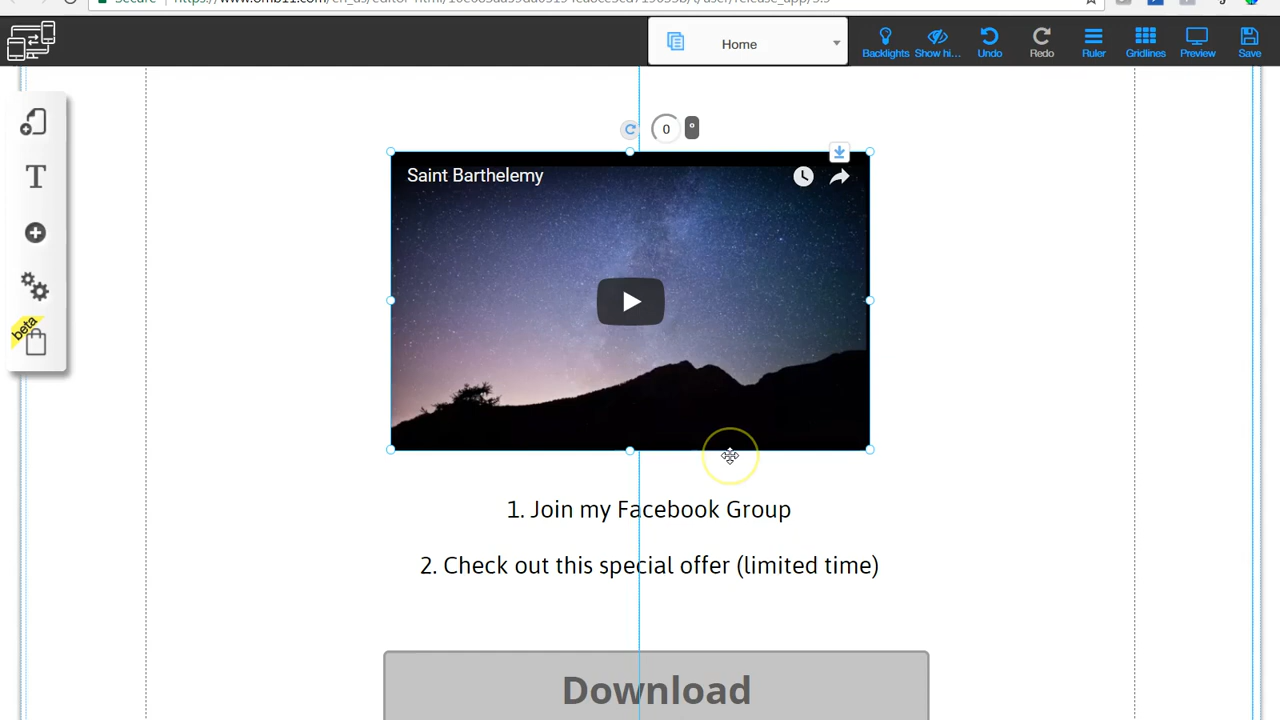 Home
Backlights
Show hi...
Undo
Redo
Ruler
Gridlines
Preview
Save
0
Saint Barthelemy
T
beta
1. Join my Facebook Group
2. Check out this special offer (limited time)
Download